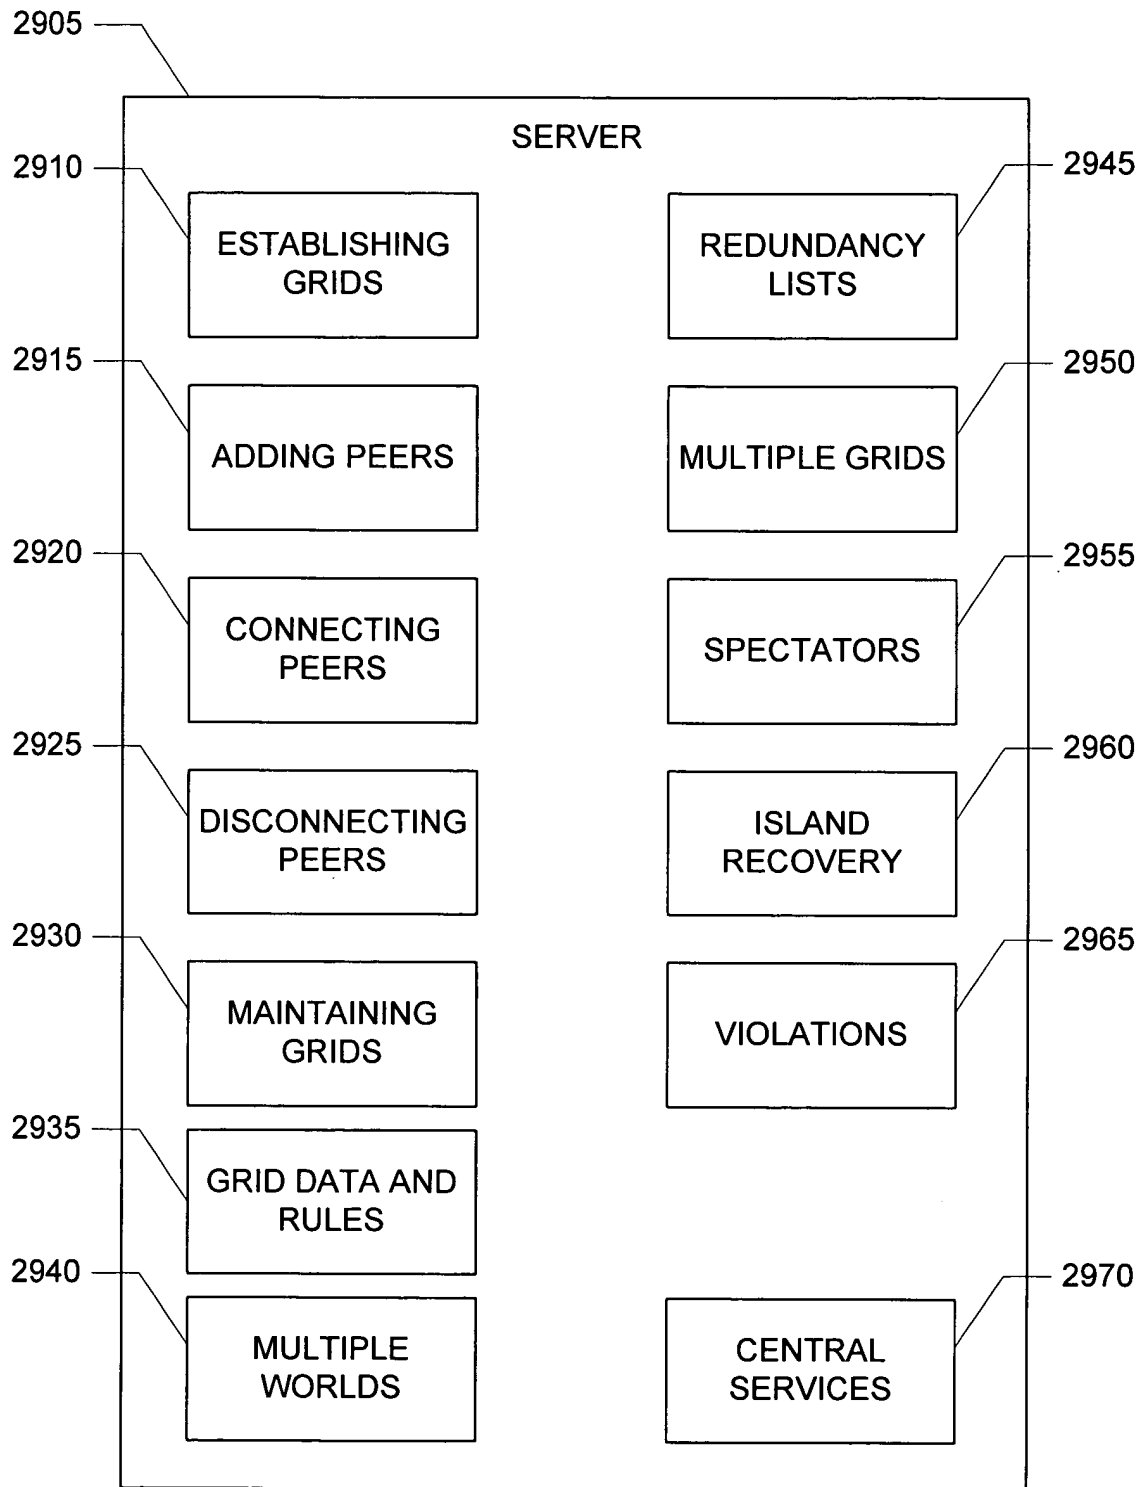 2905
SERVER
2910
ESTABLISHING
GRIDS
2915
ADDING PEERS
2920
CONNECTING
PEERS
2925
DISCONNECTING
PEERS
2930
MAINTAINING
GRIDS
2935
GRID DATA AND
RULES
2940
MULTIPLE
WORLDS
2945
REDUNDANCY
LISTS
2950
MULTIPLE GRIDS
2955
SPECTATORS
2960
ISLAND
RECOVERY
2965
VIOLATIONS
2970
CENTRAL
SERVICES